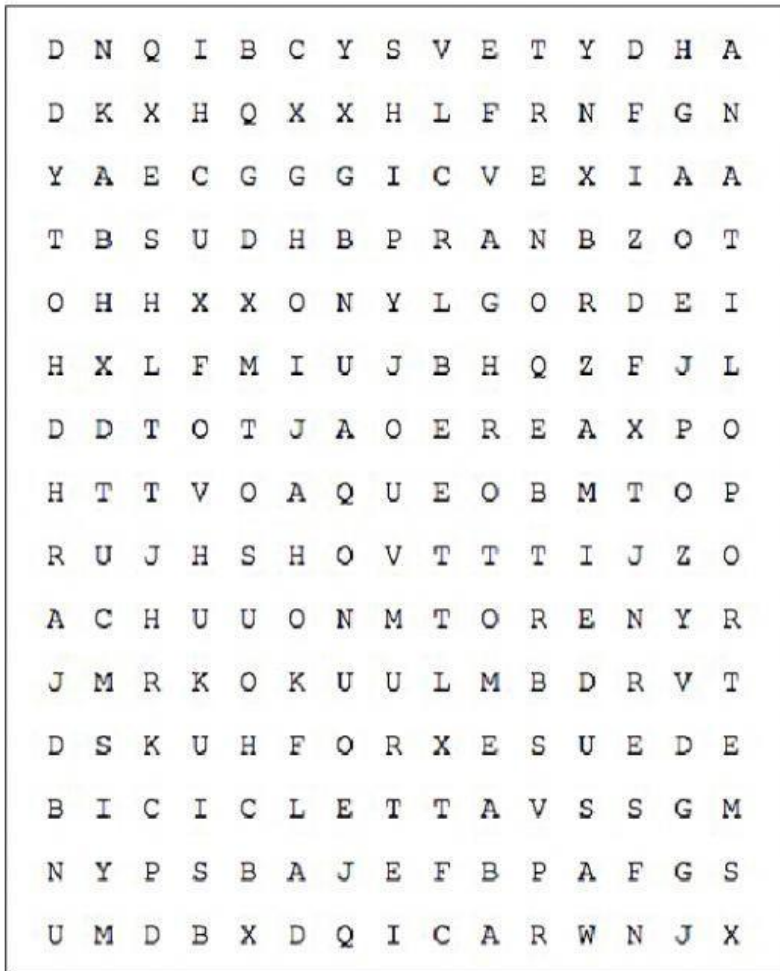 D N Q I B C Y S V E T Y D H A
D K X H Q X X H L F R N F G N
Y A E C G G G I C V E X I A A
T B S U D H B P R A N B Z O T
O H H X X O N Y L G O R D E I
H X L F M I U J B H Q Z F J L
D D T O T J A O E R E A X P O
H T T V O A Q U E O B M T O P
R U J H S H O V T T T I J Z O
A C H U U O N M T O R E N Y R
J M R K O K U U L M B D R V T
D S K U H F O R X E S U E D E
B I C I C L E T T A V S S G M
N Y P S B A J E F B P A F G S
U M D B X D Q I C A R W N J X